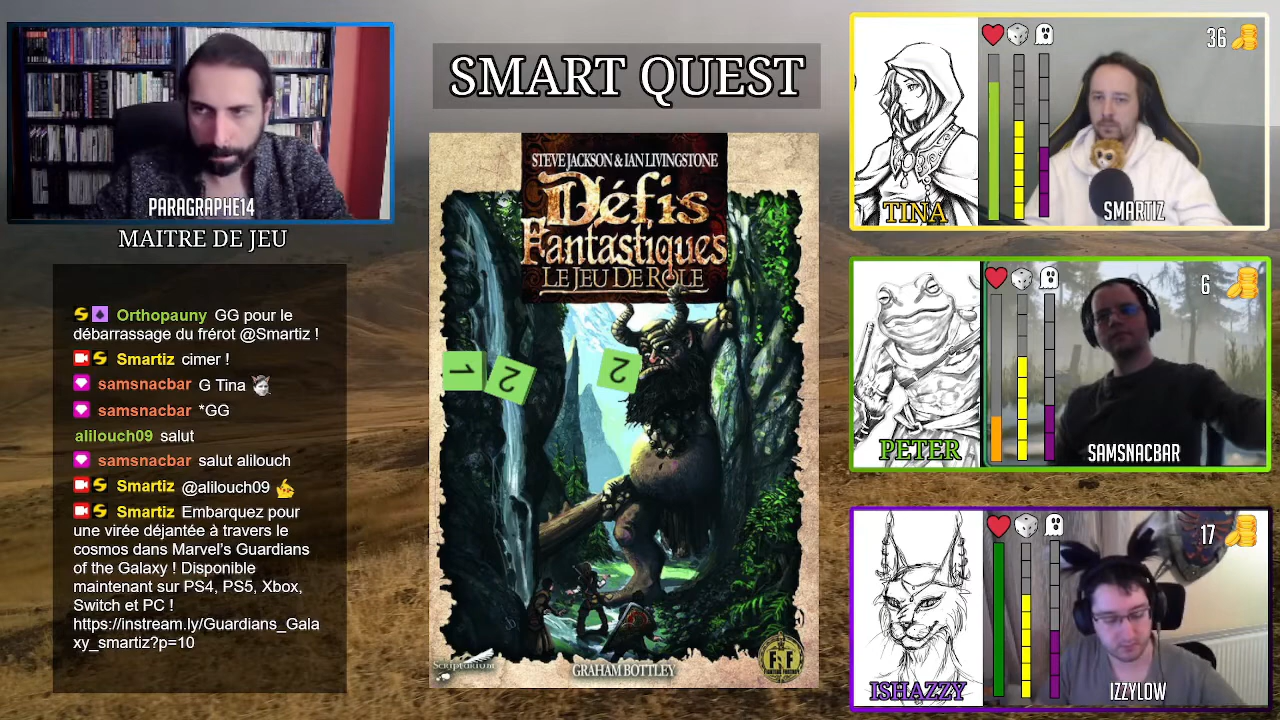 PARAGRAPHE14
MAITRE DE JEU
Orthopauny GG pour le
débarrassage du frérot @Smartiz !
Smartiz cimer !
samsnacbar G Tina
samsnacbar *GG
alilouch09 salut
samsnacbar salut ailouch
Smartiz @alilouch09
Smartiz Embarquez pour
une virée déjantée à travers le
cosmos dans Marvel's Guardians
of the Galaxy ! Disponible
maintenant sur PS4, PS5, Xbox,
Switch et PC !
https://instream.ly/Guardians_Gala
xy_smartiz?p=10
SMART QUEST
STEVE JACKSON & IAN LIVINGSTONE
Défis
Fantastiques
LE JEU DE RÔLE
1 2 2
SCRIPTARIUM
GRAHAM BOTTLEY
FF
36
TINA
SMARTIZ
6
PETER
SAMSNACBAR
17
ISHAZZY
IZZYLOW